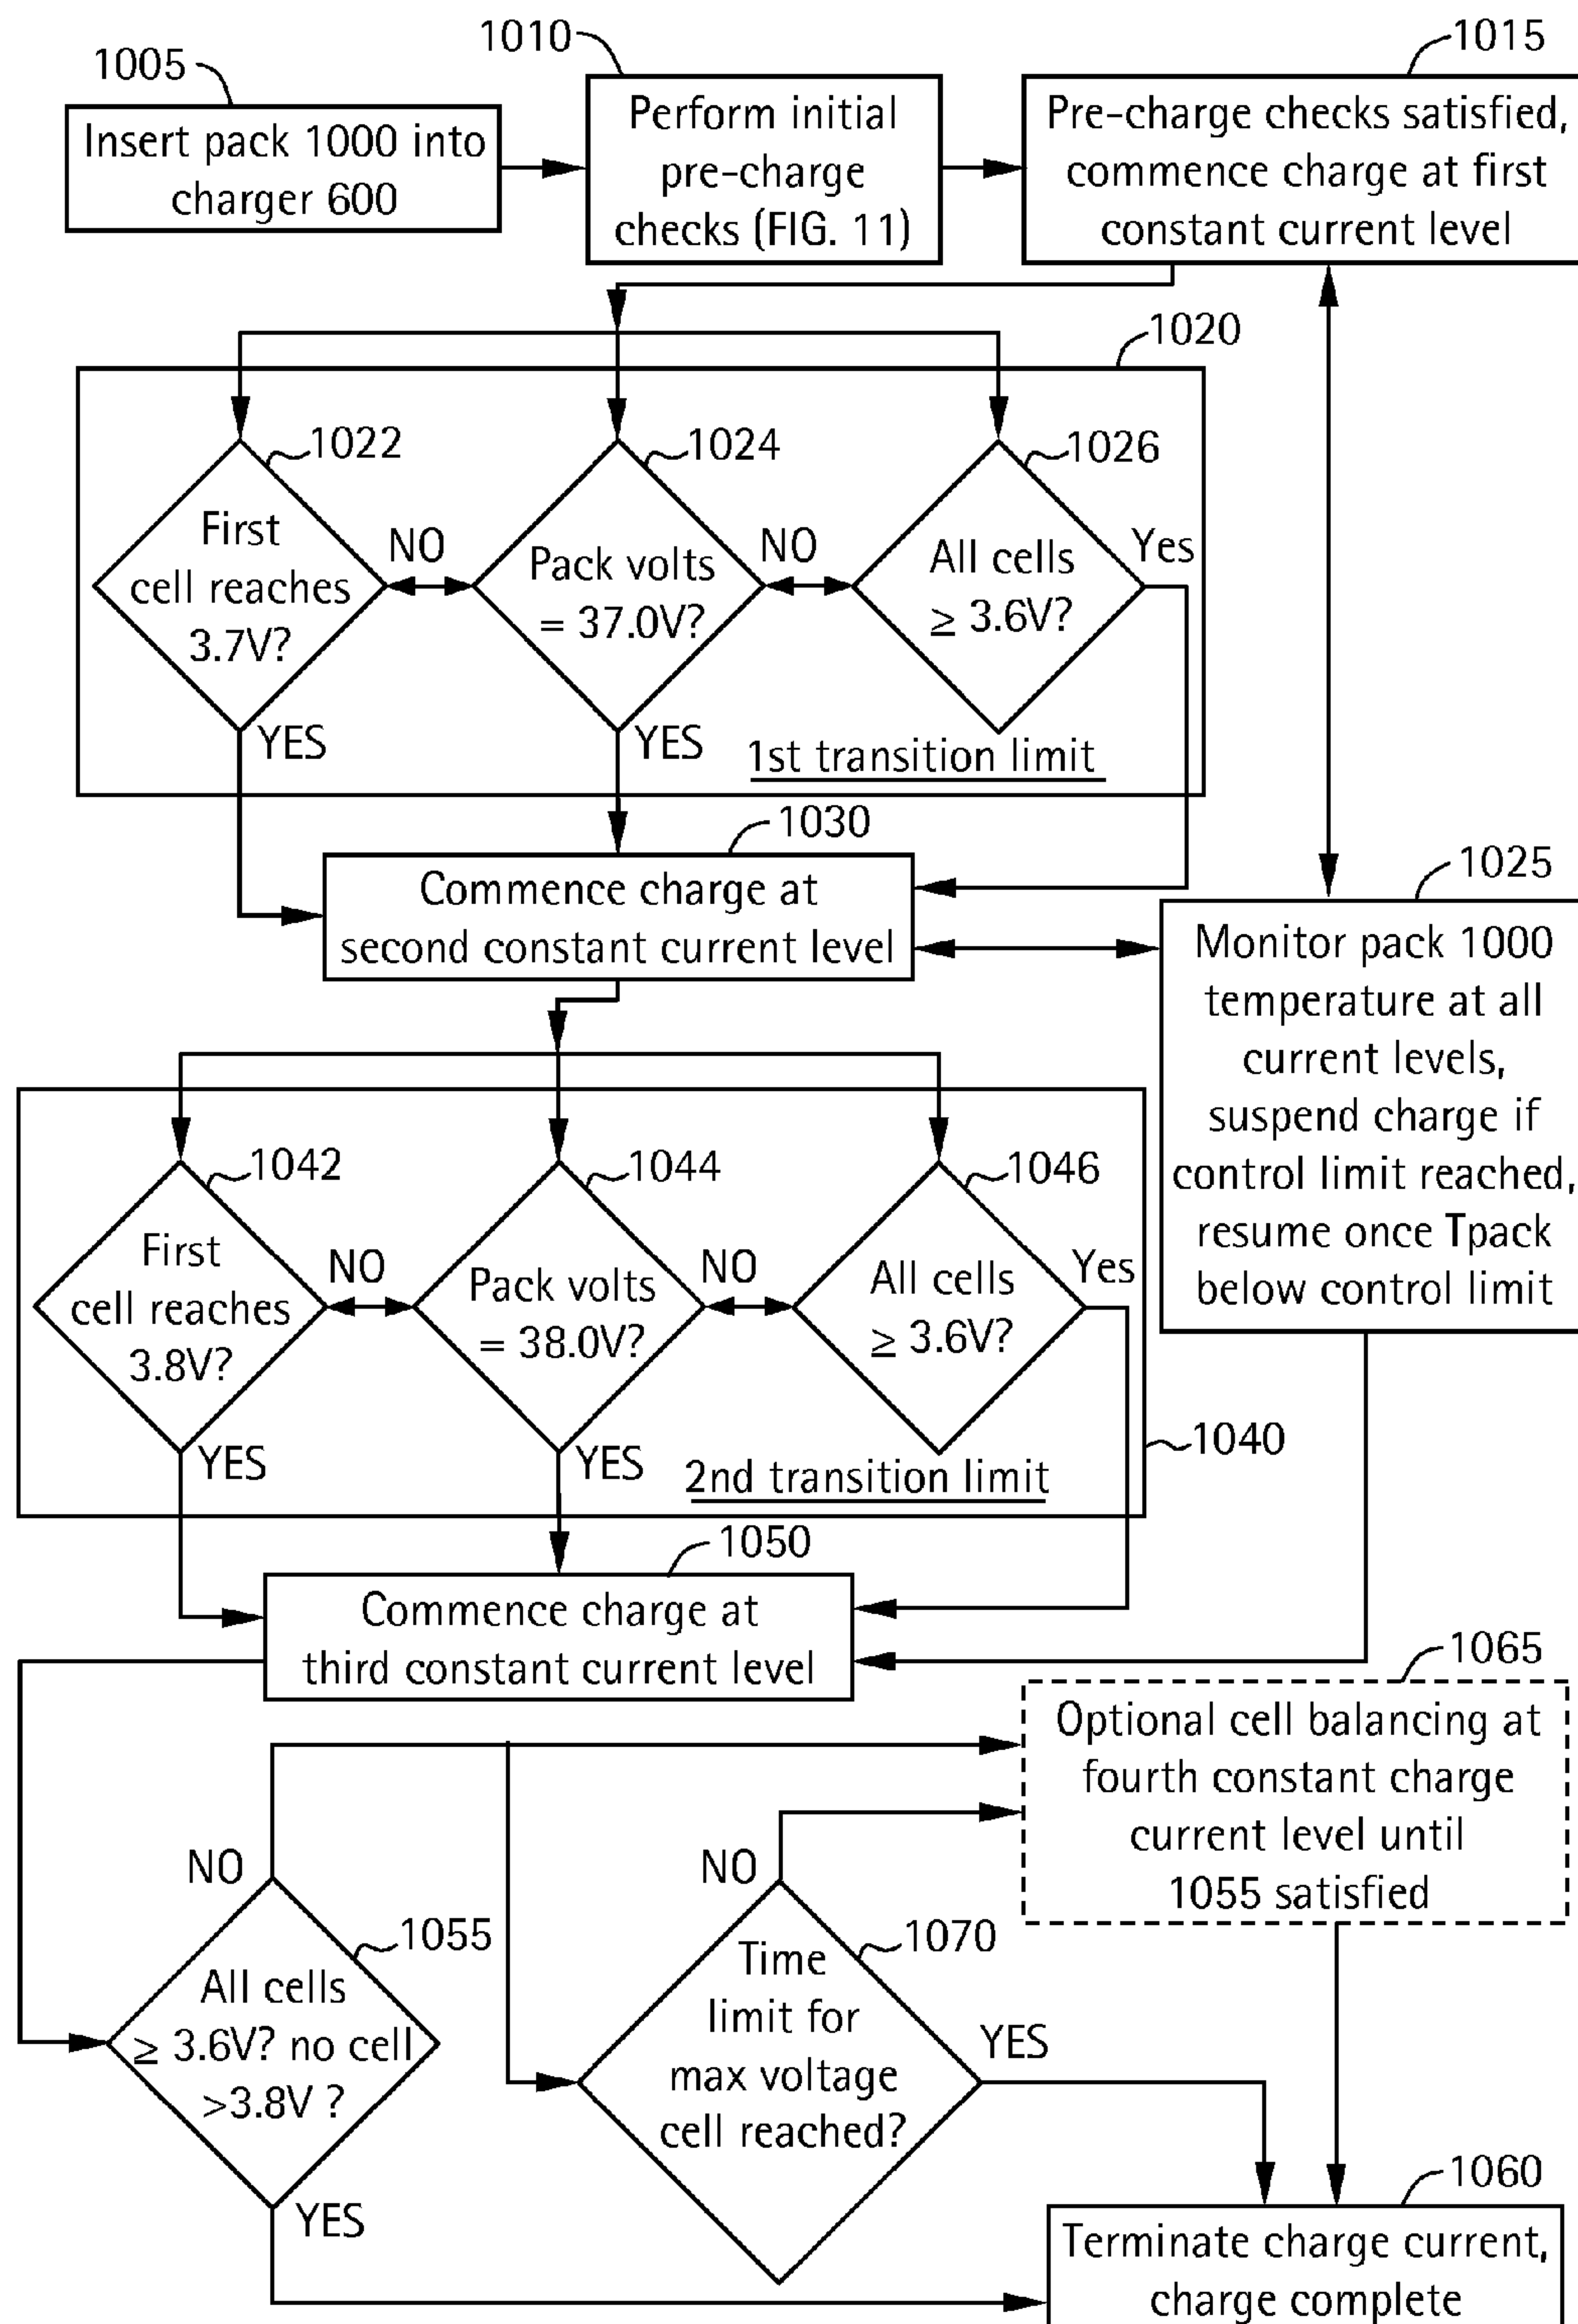 1005
Insert pack 1000 into
charger 600
1010
Perform initial
pre-charge
checks (FIG. 11)
1015
Pre-charge checks satisfied,
commence charge at first
constant current level
1020
1022
First
cell reaches
3.7V?
NO
YES
1024
Pack volts
= 37.0V?
NO
YES
1026
All cells
≥ 3.6V?
Yes
1st transition limit
1030
Commence charge at
second constant current level
1025
Monitor pack 1000
temperature at all
current levels,
suspend charge if
control limit reached,
resume once Tpack
below control limit
1042
First
cell reaches
3.8V?
NO
YES
1044
Pack volts
= 38.0V?
NO
YES
1046
All cells
≥ 3.6V?
Yes
1040
2nd transition limit
1050
Commence charge at
third constant current level
1065
Optional cell balancing at
fourth constant charge
current level until
1055 satisfied
NO
1055
All cells
≥ 3.6V? no cell
>3.8V ?
YES
NO
1070
Time
limit for
max voltage
cell reached?
YES
1060
Terminate charge current,
charge complete